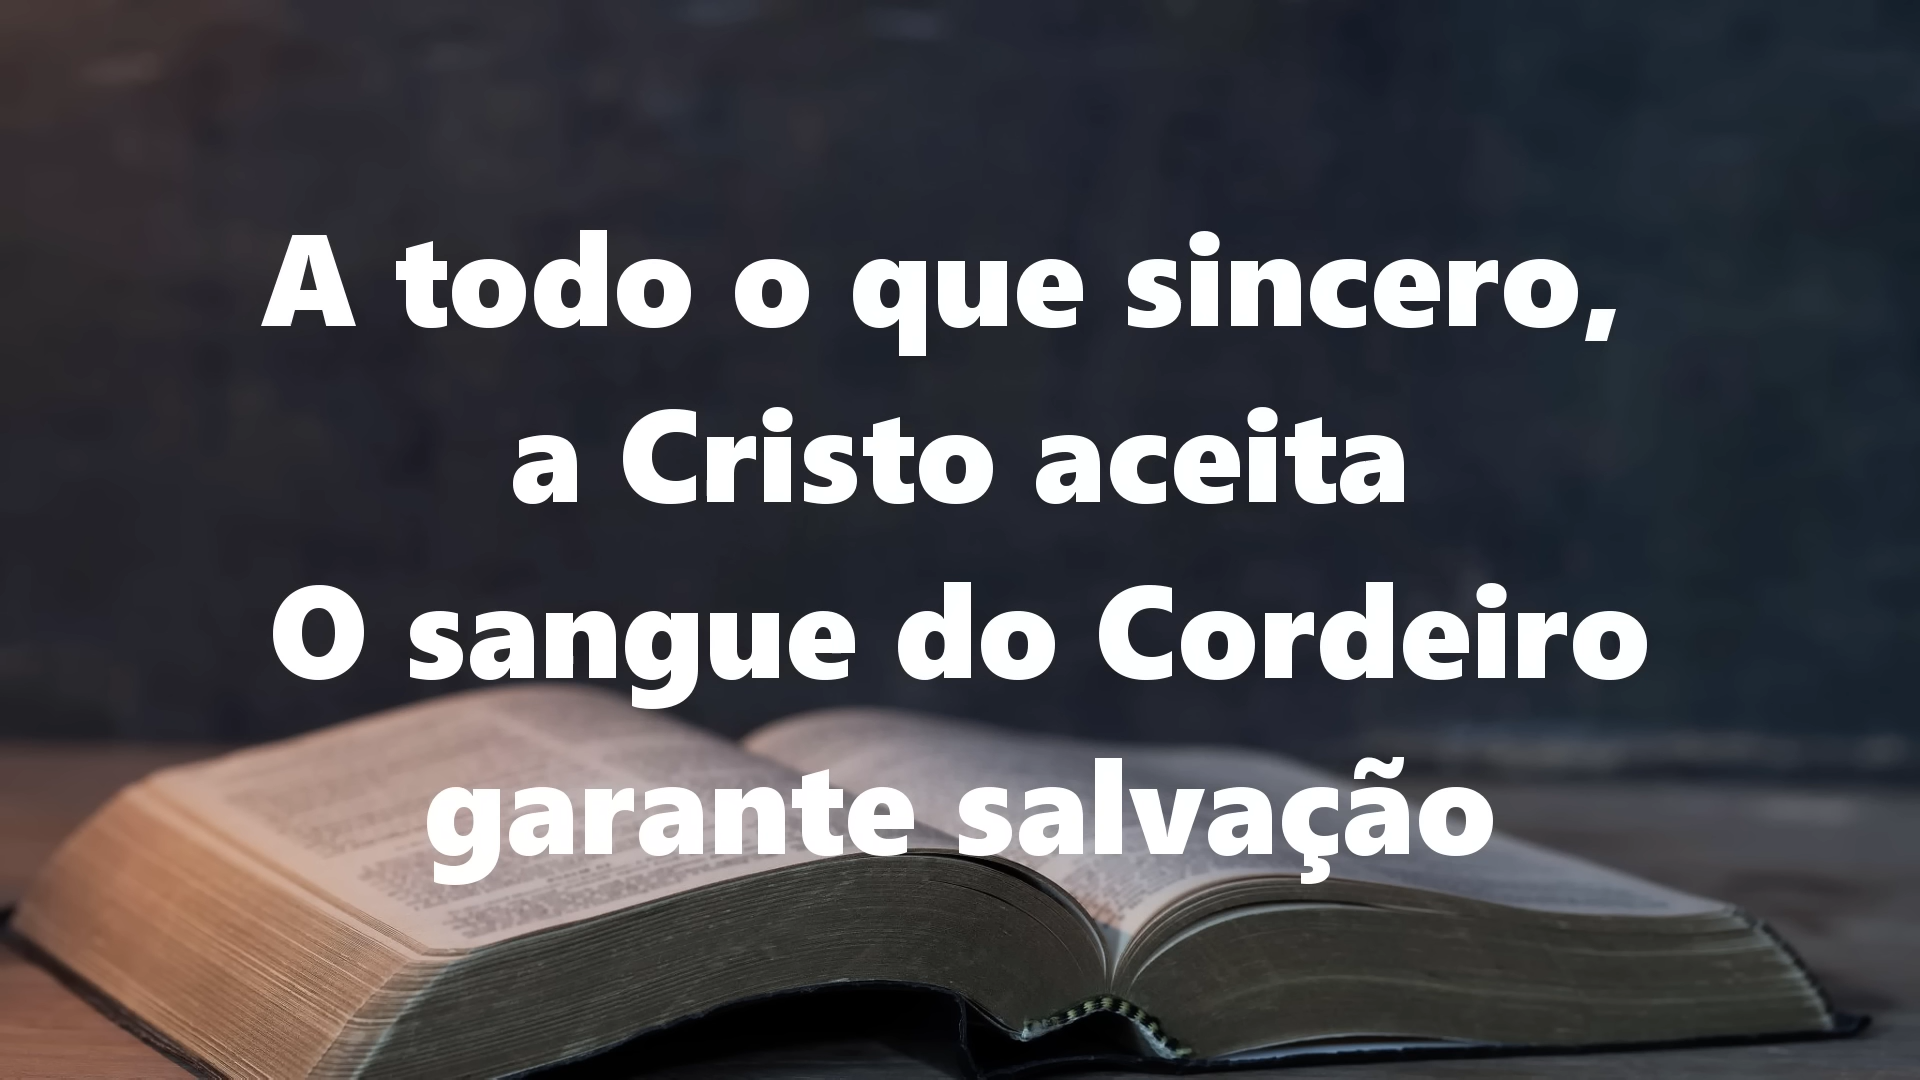 A todo o que sincero,
a Cristo aceita
O sangue do Cordeiro
garante salvação